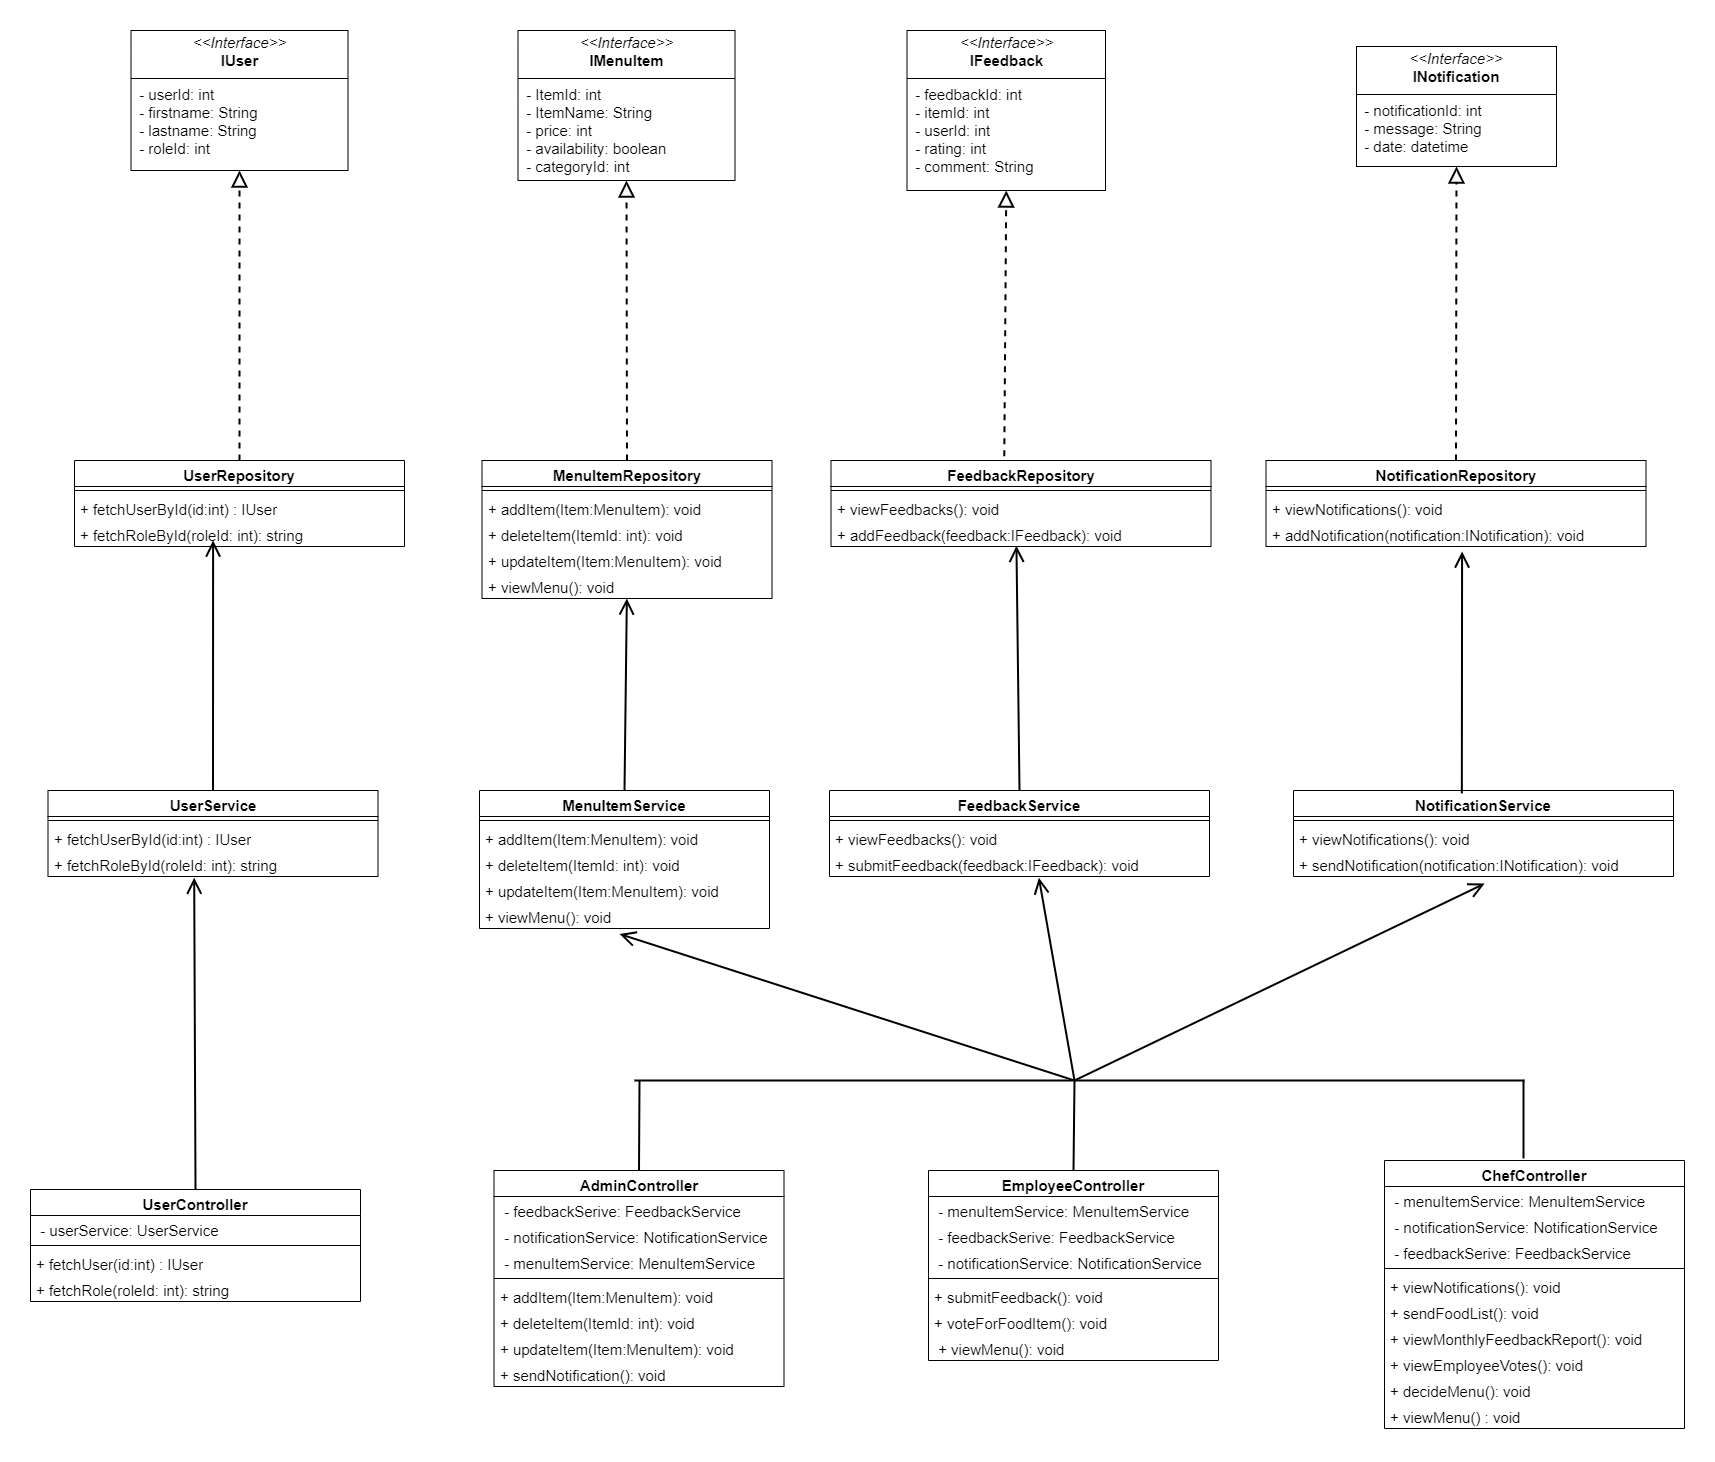 <<Interface>>
IUser
- userId: int
- firstname: String
- lastname: String
- roleId: int
<<Interface>>
IMenuItem
- ItemId: int
- ItemName: String
- price: int
- availability: boolean
- categoryId: int
<<Interface>>
IFeedback
- feedbackId: int
- itemId: int
- userId: int
- rating: int
- comment: String
<<Interface>>
INotification
- notificationId: int
- message: String
- date: datetime
UserRepository
+ fetchUserById(id:int) : IUser
+ fetchRoleById(roleId: int): string
MenuItemRepository
+ addItem(Item:MenuItem): void
+ deleteItem(ItemId: int): void
+ updateItem(Item:MenuItem): void
+ viewMenu(): void
FeedbackRepository
+ viewFeedbacks(): void
+ addFeedback(feedback:IFeedback): void
NotificationRepository
+ viewNotifications(): void
+ addNotification(notification:INotification): void
UserService
+ fetchUserById(id:int) : IUser
+ fetchRoleById(roleId: int): string
MenuItemService
+ addItem(Item:MenuItem): void
+ deleteItem(ItemId: int): void
+ updateItem(Item:MenuItem): void
+ viewMenu(): void
FeedbackService
+ viewFeedbacks(): void
+ submitFeedback(feedback:IFeedback): void
NotificationService
+ viewNotifications(): void
+ sendNotification(notification:INotification): void
UserController
- userService: UserService
+ fetchUser(id:int) : IUser
+ fetchRole(roleId: int): string
AdminController
- feedbackSerive: FeedbackService
- notificationService: NotificationService
- menuItemService: MenuItemService
+ addItem(Item:MenuItem): void
+ deleteItem(ItemId: int): void
+ updateItem(Item:MenuItem): void
+ sendNotification(): void
EmployeeController
- menuItemService: MenuItemService
- feedbackSerive: FeedbackService
- notificationService: NotificationService
+ submitFeedback(): void
+ voteForFoodItem(): void
+ viewMenu(): void
ChefController
- menuItemService: MenuItemService
- notificationService: NotificationService
- feedbackSerive: FeedbackService
+ viewNotifications(): void
+ sendFoodList(): void
+ viewMonthlyFeedbackReport(): void
+ viewEmployeeVotes(): void
+ decideMenu(): void
+ viewMenu() : void